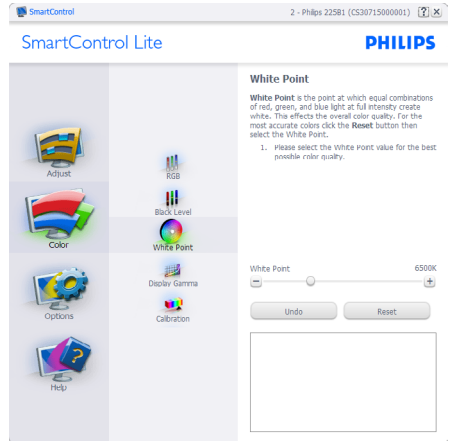 SmartControl
2 - Philips 225B1 (CS30715000001)
SmartControl Lite
PHILIPS
Adjust
Color
Options
Help
RGB
Black Level
White Point
Display Gamma
Calibration
White Point
White Point is the point at which equal combinations
of red, green, and blue light at full intensity create
white. This effects the overall color quality. For the
most accurate colors click the Reset button then
select the White Point.
1. Please select the White Point value for the best
possible color quality.
White Point 6500K
Undo
Reset